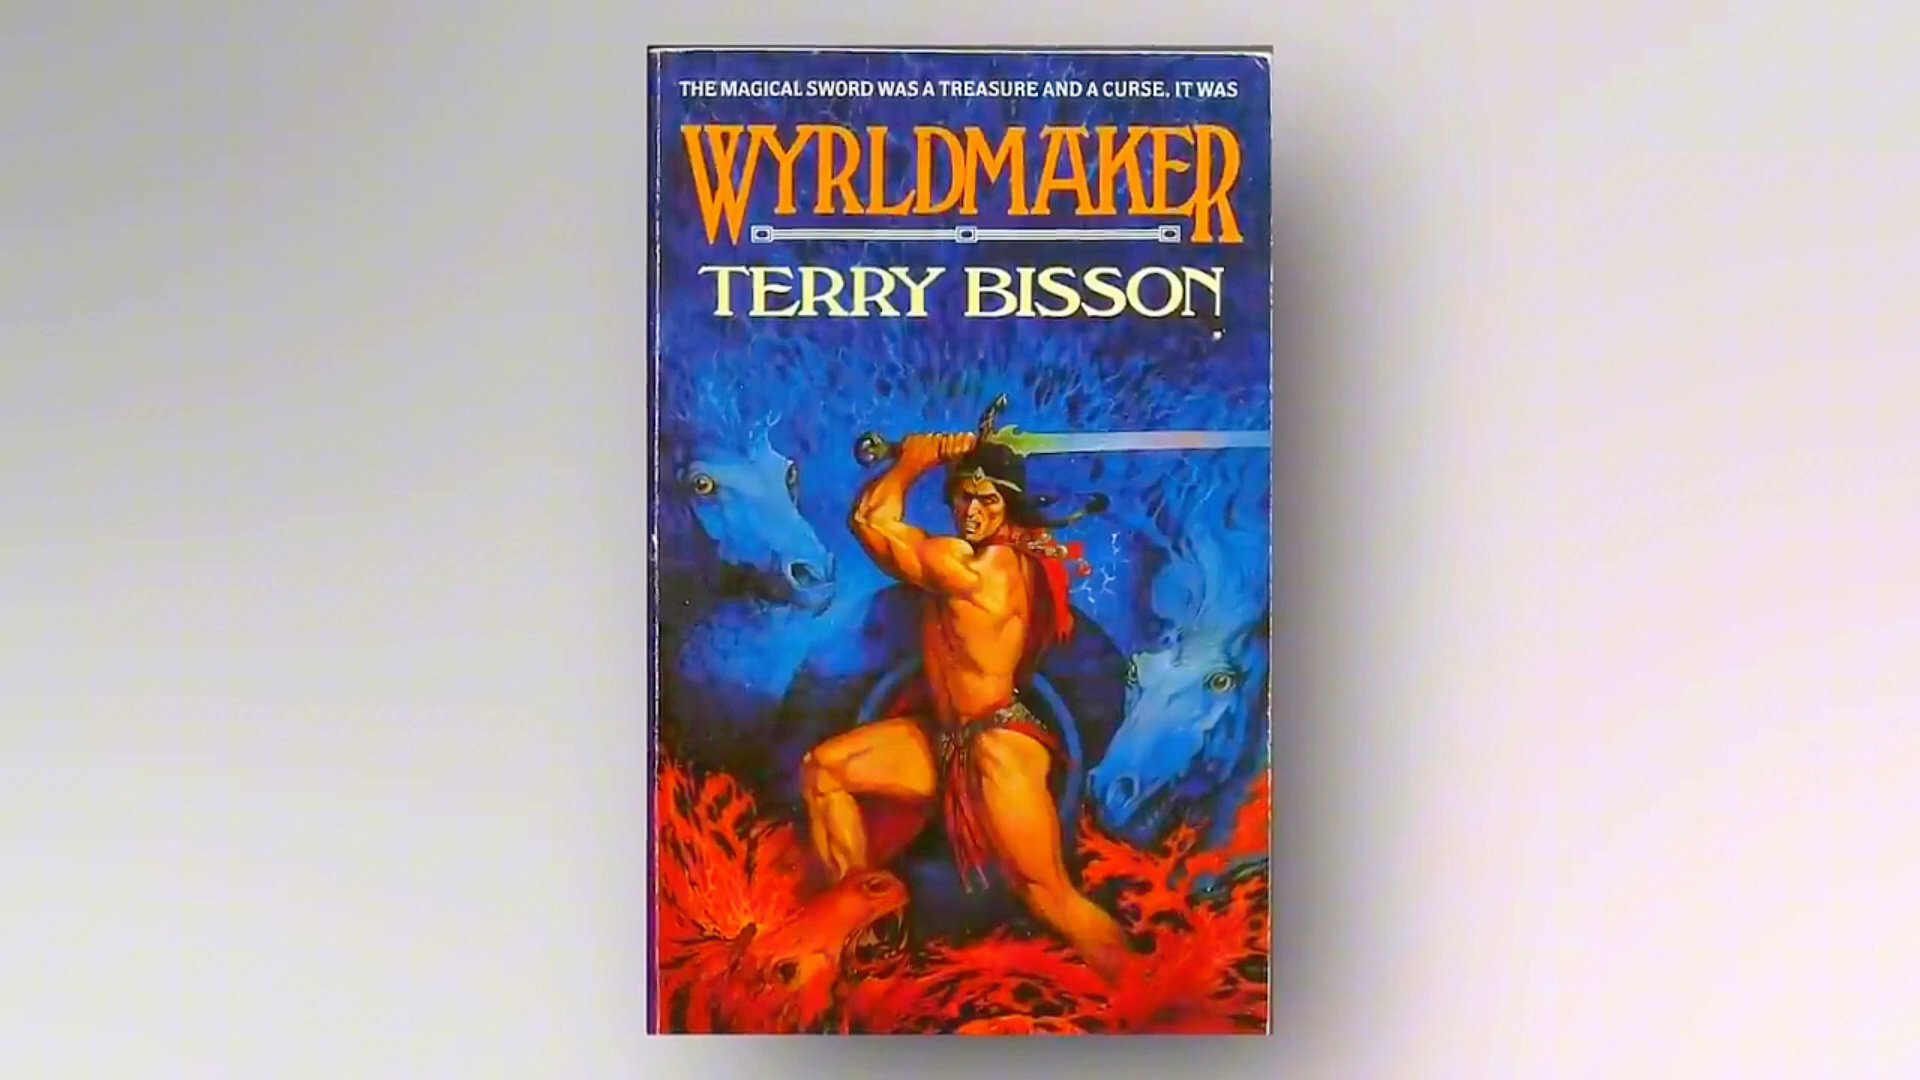 THE MAGICAL SWORD WAS A TREASURE AND A CURSE. IT WAS
WYRLDMAKER
TERRY BISSON